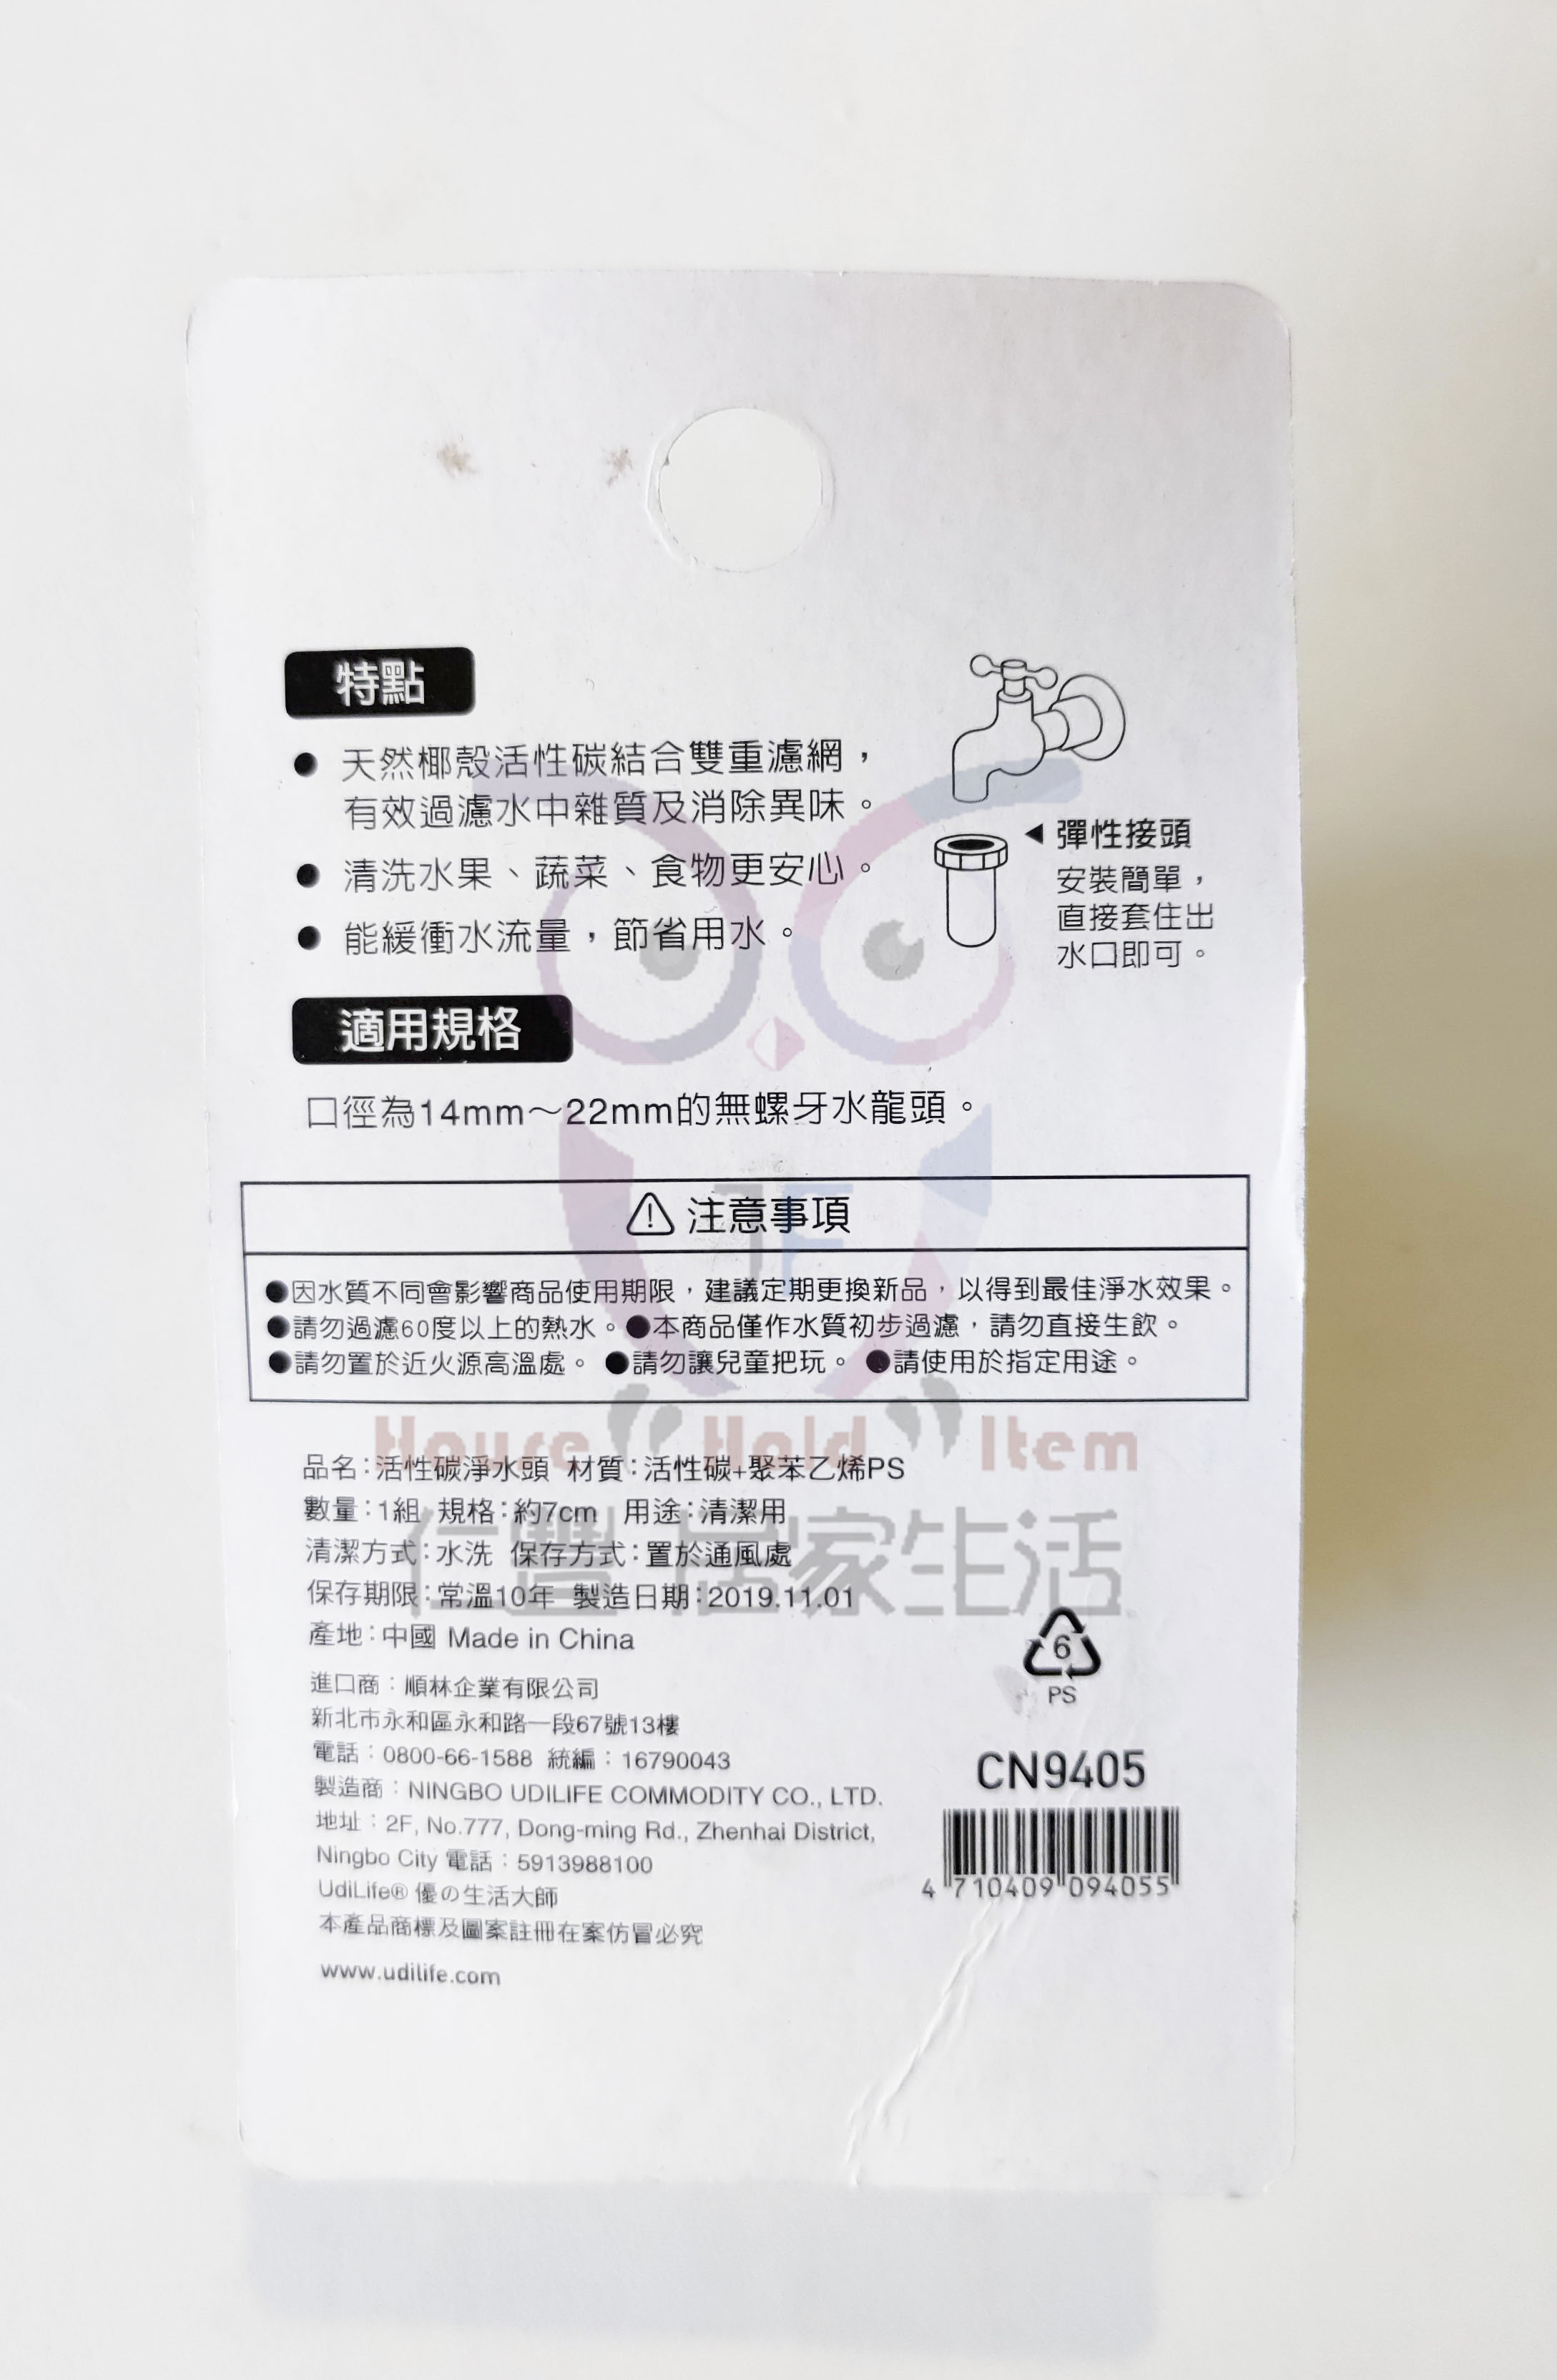 特點
● 天然椰殼活性碳結合雙重濾網，
有效過濾水中雜質及消除異味。
● 清洗水果、蔬菜、食物更安心。
● 能緩衝水流量，節省用水。
◀ 彈性接頭
安裝簡單，
直接套住出
水口即可。
適用規格
口徑為14mm～22mm的無螺牙水龍頭。
⚠ 注意事項
●因水質不同會影響商品使用期限，建議定期更換新品，以得到最佳淨水效果。
●請勿過濾60度以上的熱水。●本商品僅作水質初步過濾，請勿直接生飲。
●請勿置於近火源高溫處。 ●請勿讓兒童把玩。 ●請使用於指定用途。
JF
House Hold Item
仁豐 居家生活
品名：活性碳淨水頭 材質：活性碳+聚苯乙烯PS
數量：1組 規格：約7cm 用途：清潔用
清潔方式：水洗 保存方式：置於通風處
保存期限：常溫10年 製造日期：2019.11.01
產地：中國 Made in China
進口商：順林企業有限公司
新北市永和區永和路一段67號13樓
電話：0800-66-1588 統編：16790043
製造商：NINGBO UDILIFE COMMODITY CO., LTD.
地址：2F, No.777, Dong-ming Rd., Zhenhai District,
Ningbo City 電話：5913988100
UdiLife® 優の生活大師
本產品商標及圖案註冊在案仿冒必究
www.udilife.com
6
PS
CN9405
4 710409 094055